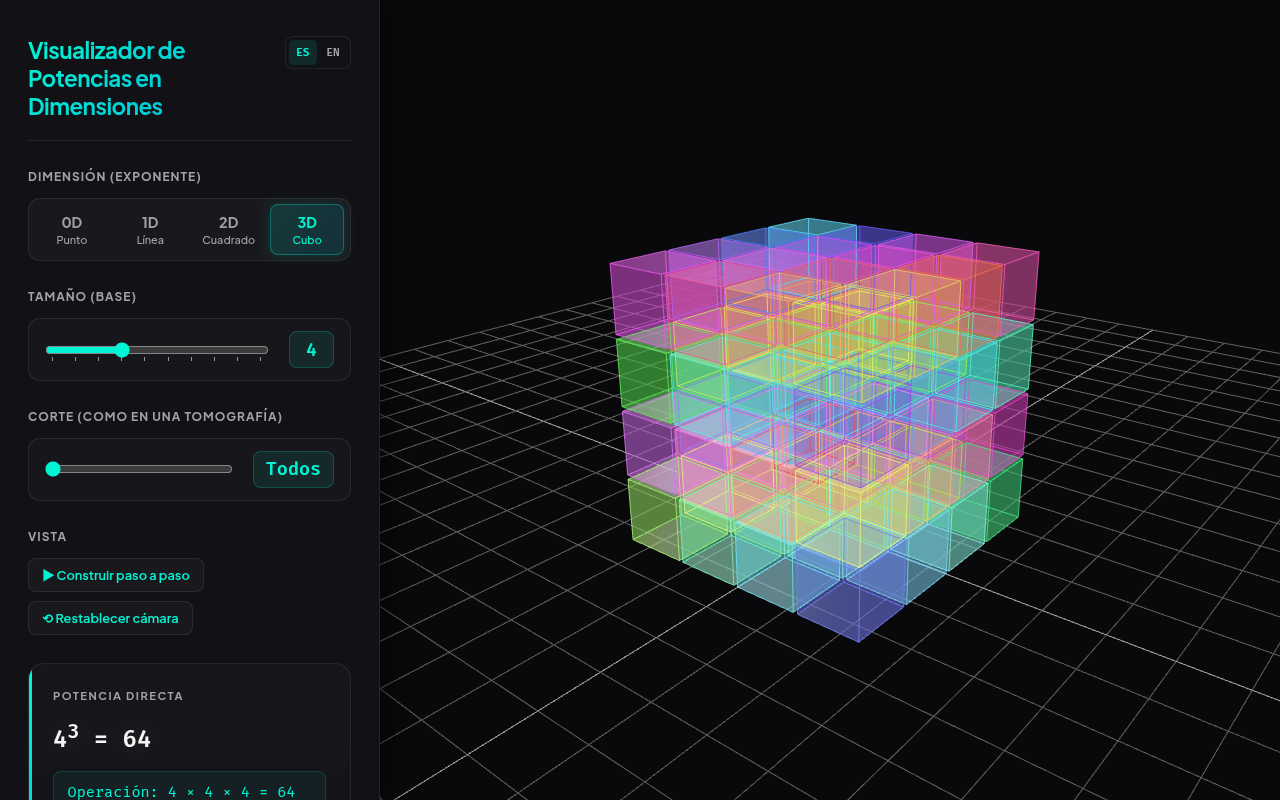 Visualizador de
Potencias en
Dimensiones
ES EN
DIMENSIÓN (EXPONENTE)
0D 1D 2D 3D
Punto Línea Cuadrado Cubo
TAMAÑO (BASE)
4
CORTE (COMO EN UNA TOMOGRAFÍA)
Todos
VISTA
▶ Construir paso a paso
⟲ Restablecer cámara
POTENCIA DIRECTA
4³ = 64
Operación: 4 × 4 × 4 = 64